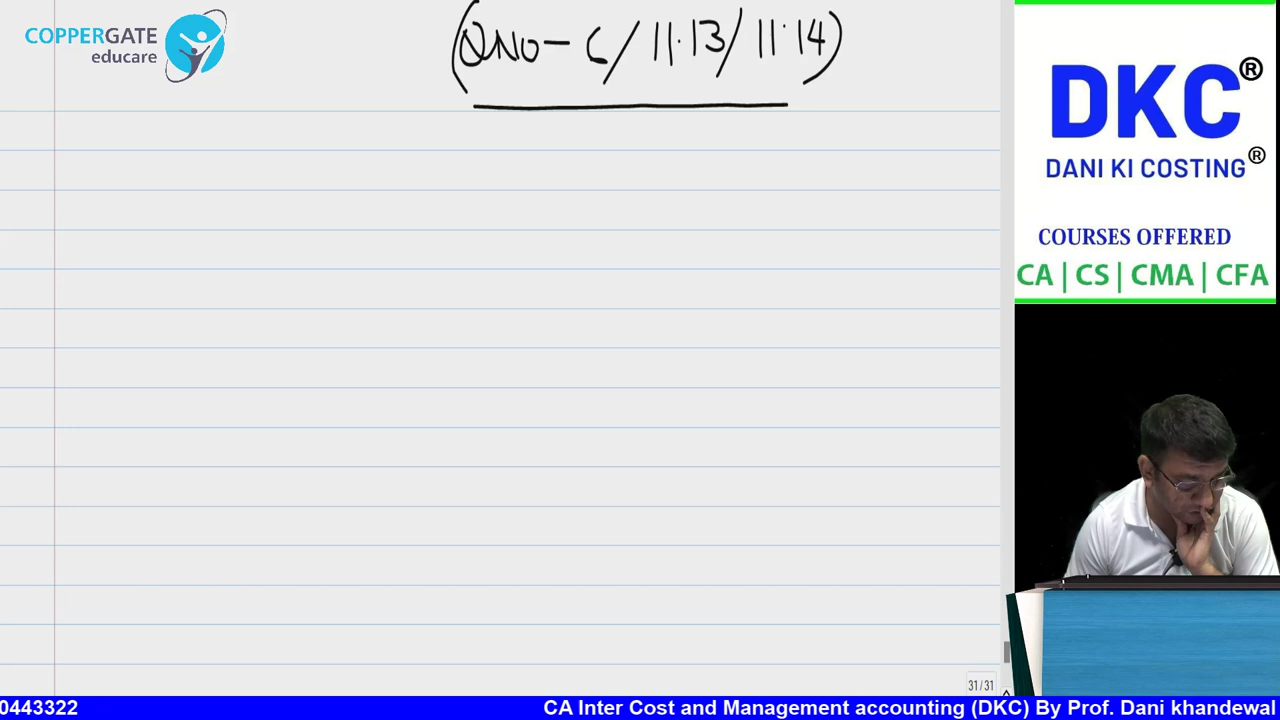 COPPERGATE
educare
(QNO - 6 / 11.13 / 11.14)
DKC®
DANI KI COSTING®
COURSES OFFERED
CA | CS | CMA | CFA
31/31
0443322
CA Inter Cost and Management accounting (DKC) By Prof. Dani khandewal